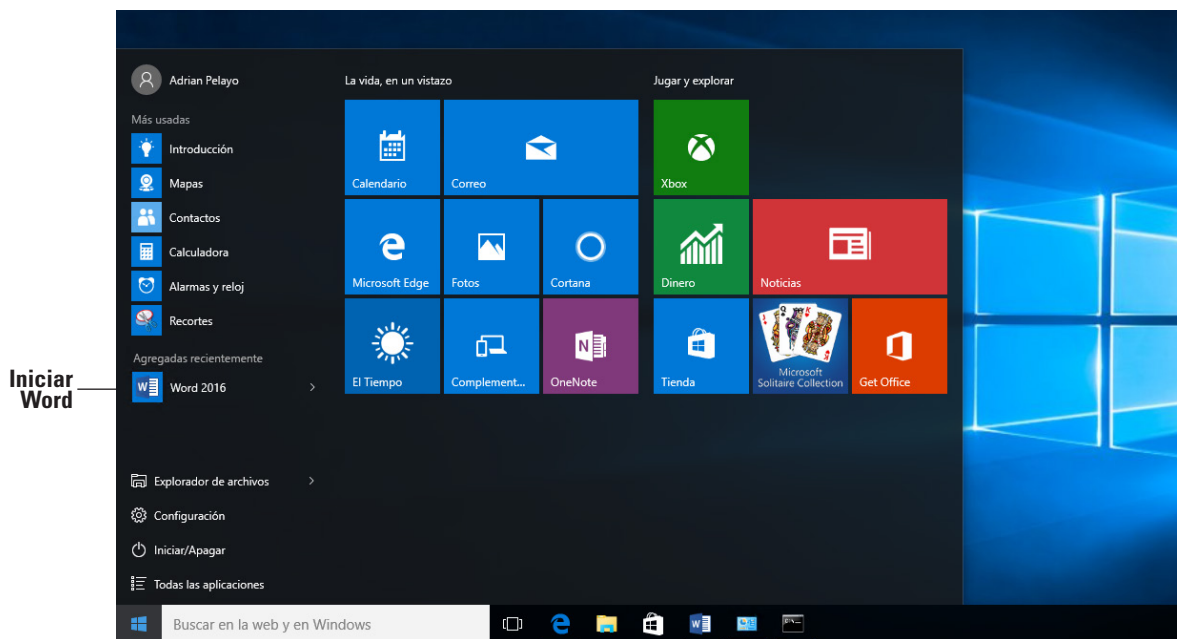 Adrian Pelayo
Más usadas
Introducción
Mapas
Contactos
Calculadora
Alarmas y reloj
Recortes
Agregadas recientemente
Word 2016
Iniciar
Word
Explorador de archivos
Configuración
Iniciar/Apagar
Todas las aplicaciones
La vida, en un vistazo
Calendario
Correo
Microsoft Edge
Fotos
Cortana
El Tiempo
Complement...
OneNote
Jugar y explorar
Xbox
Dinero
Noticias
Tienda
Microsoft
Solitaire Collection
Get Office
Buscar en la web y en Windows